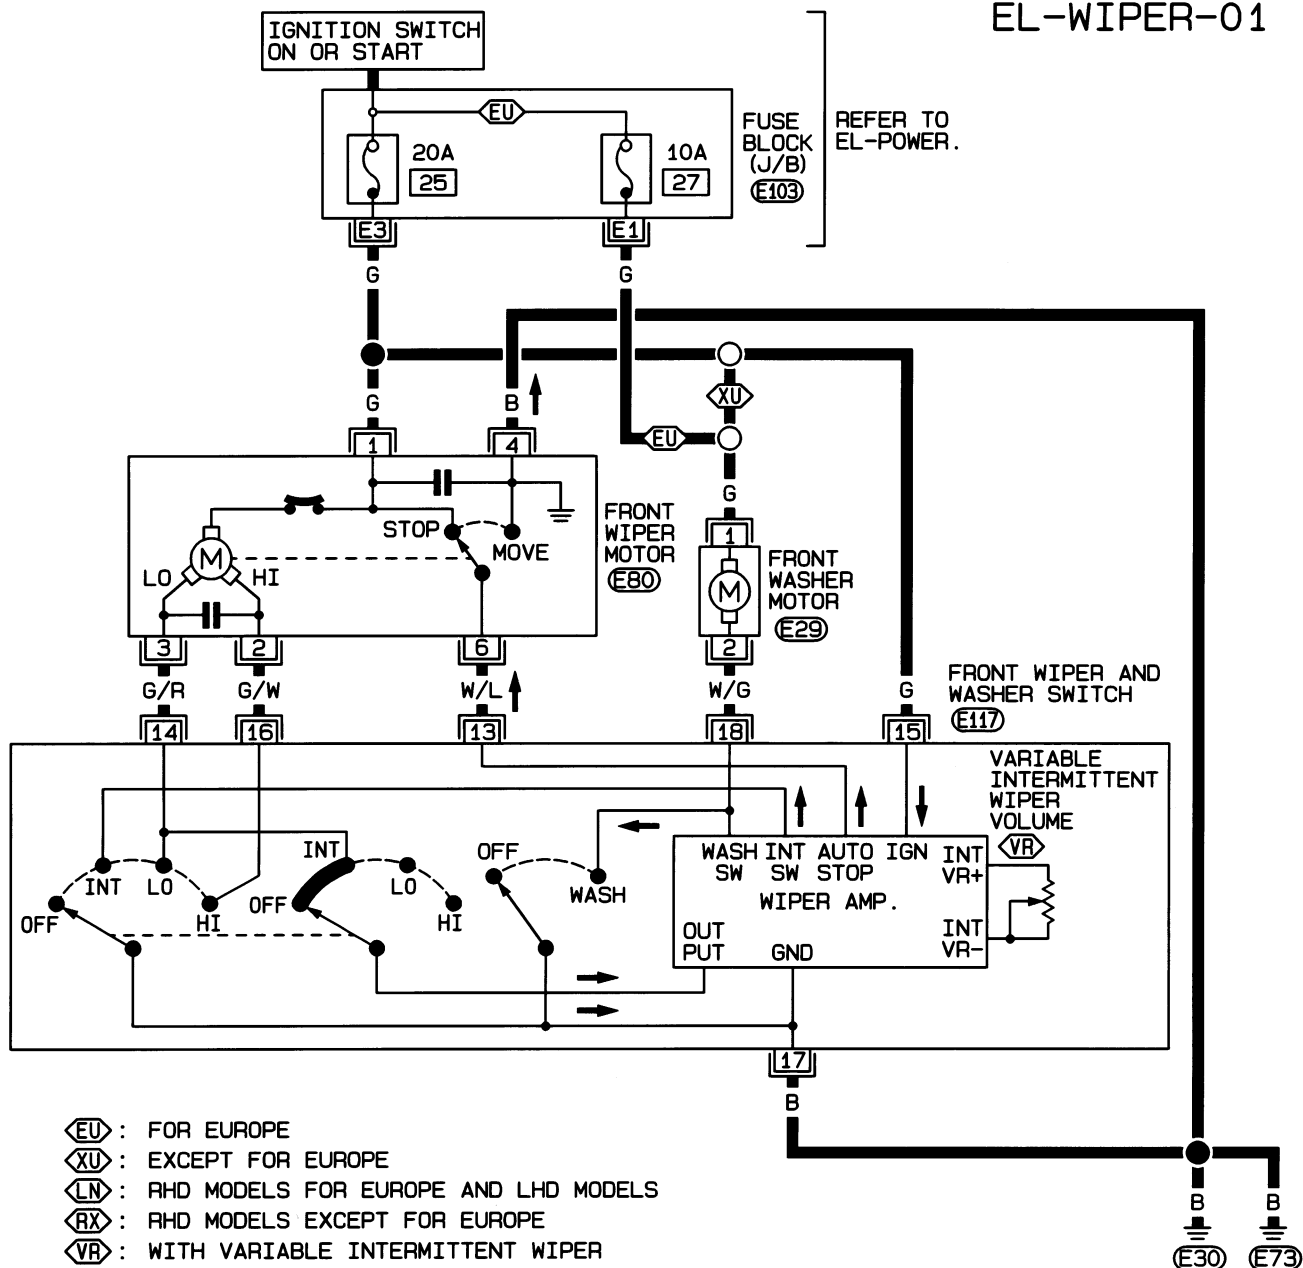 EL-WIPER-01
IGNITION SWITCH
ON OR START
EU
FUSE
BLOCK
(J/B)
E103
REFER TO
EL-POWER.
20A
25
10A
27
E3
E1
G
G
XU
EU
G
B
1
4
G
STOP
MOVE
FRONT
WIPER
MOTOR
E80
M
LO
HI
1
FRONT
WASHER
MOTOR
E29
M
3
2
6
2
G/R
G/W
W/L
W/G
G
FRONT WIPER AND
WASHER SWITCH
E117
14
16
13
18
15
VARIABLE
INTERMITTENT
WIPER
VOLUME
VR
INT
LO
HI
OFF
INT
LO
HI
OFF
OFF
WASH
WASH
SW
INT
SW
AUTO
STOP
IGN
INT
VR+
WIPER AMP.
OUT
PUT
GND
INT
VR-
17
B
EU : FOR EUROPE
XU : EXCEPT FOR EUROPE
LN : RHD MODELS FOR EUROPE AND LHD MODELS
RX : RHD MODELS EXCEPT FOR EUROPE
VR : WITH VARIABLE INTERMITTENT WIPER
B
B
E30
E73